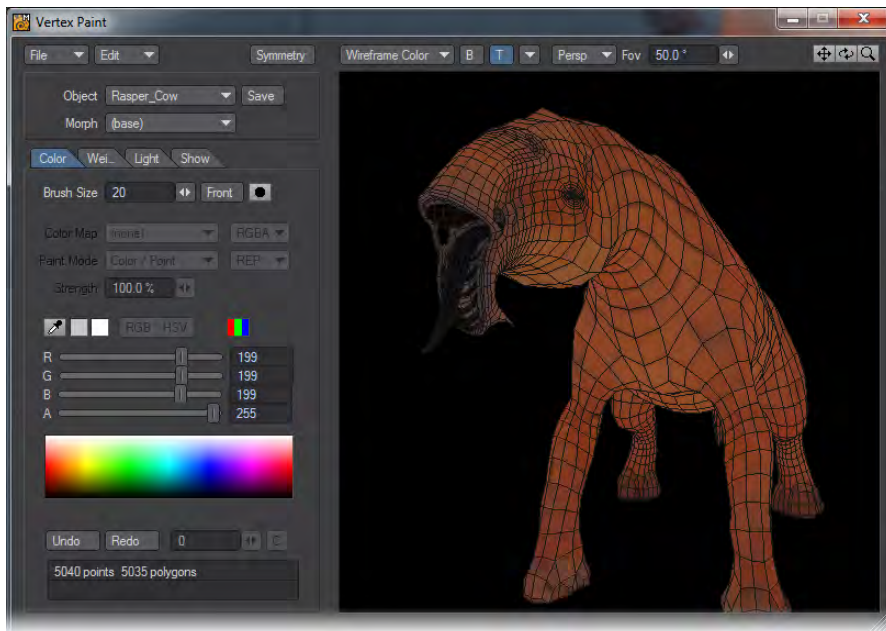 Vertex Paint
File Edit Symmetry Wireframe Color B T Persp Fov 50.0 °
Object Rasper_Cow Save
Morph (base)
Color Wei... Light Show
Brush Size 20 Front
Color Map RGBA
Paint Mode Color / Point REP
Strength 100.0 %
RGB HSV
R 199
G 199
B 199
A 255
Undo Redo 0
5040 points 5035 polygons